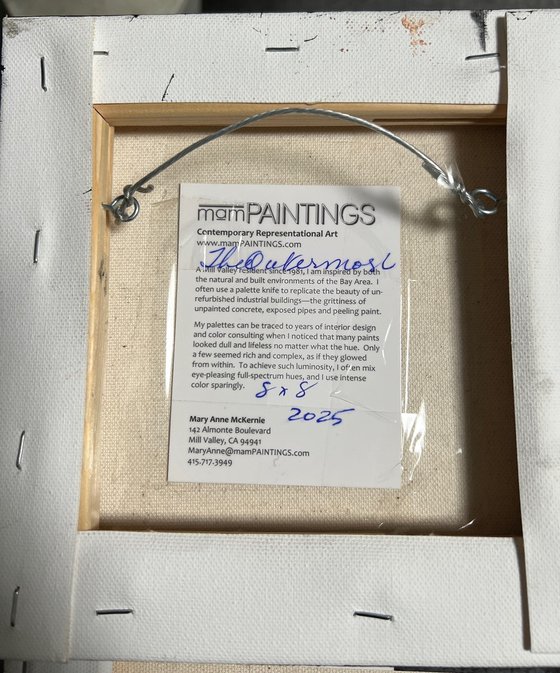 mamPAINTINGS
Contemporary Representational Art
www.mamPAINTINGS.com
The Outermost
A Mill Valley resident since 1981, I am inspired by both
the natural and built environments of the Bay Area. I
often use a palette knife to replicate the beauty of un-
refurbished industrial buildings—the grittiness of
unpainted concrete, exposed pipes and peeling paint.
My palettes can be traced to years of interior design
and color consulting when I noticed that many paints
looked dull and lifeless no matter what the hue. Only
a few seemed rich and complex, as if they glowed
from within. To achieve such luminosity, I often mix
eye-pleasing full-spectrum hues, and I use intense
color sparingly.
8 x 8
2025
Mary Anne McKernie
142 Almonte Boulevard
Mill Valley, CA 94941
MaryAnne@mamPAINTINGS.com
415-717-3949